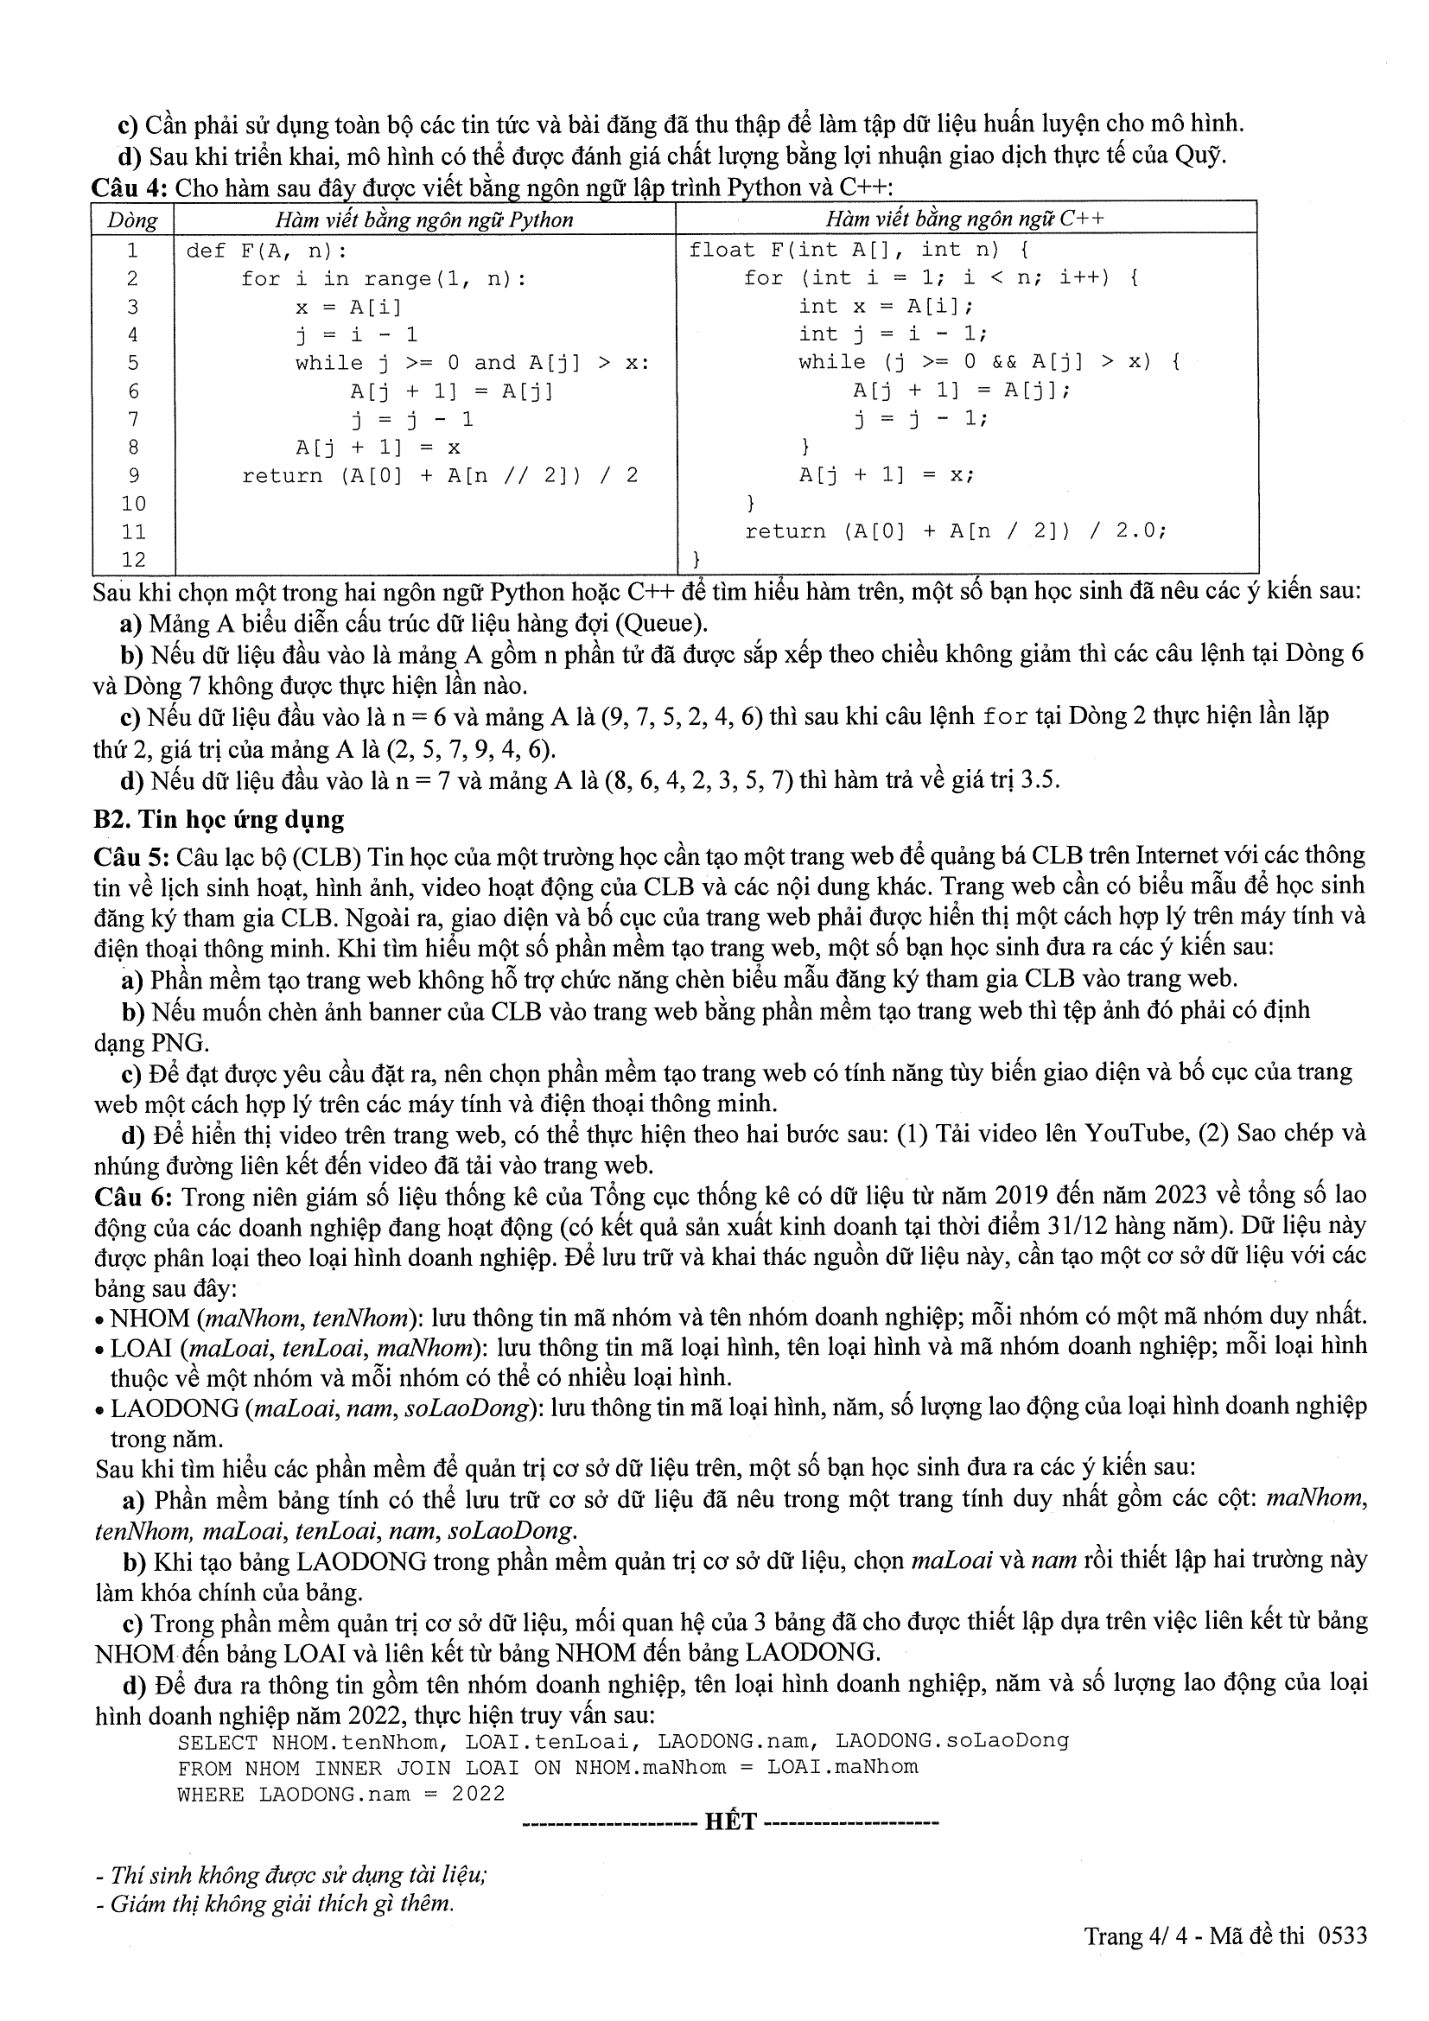 c) Cần phải sử dụng toàn bộ các tin tức và bài đăng đã thu thập để làm tập dữ liệu huấn luyện cho mô hình.
d) Sau khi triển khai, mô hình có thể được đánh giá chất lượng bằng lợi nhuận giao dịch thực tế của Quỹ.
Câu 4: Cho hàm sau đây được viết bằng ngôn ngữ lập trình Python và C++:
Dòng Hàm viết bằng ngôn ngữ Python Hàm viết bằng ngôn ngữ C++
1 def F(A, n): float F(int A[], int n) {
2 for i in range(1, n): for (int i = 1; i < n; i++) {
3 x = A[i] int x = A[i];
4 j = i - 1 int j = i - 1;
5 while j >= 0 and A[j] > x: while (j >= 0 && A[j] > x) {
6 A[j + 1] = A[j] A[j + 1] = A[j];
7 j = j - 1 j = j - 1;
8 A[j + 1] = x }
9 return (A[0] + A[n // 2]) / 2 A[j + 1] = x;
10 }
11 return (A[0] + A[n / 2]) / 2.0;
12 }
Sau khi chọn một trong hai ngôn ngữ Python hoặc C++ để tìm hiểu hàm trên, một số bạn học sinh đã nêu các ý kiến sau:
a) Mảng A biểu diễn cấu trúc dữ liệu hàng đợi (Queue).
b) Nếu dữ liệu đầu vào là mảng A gồm n phần tử đã được sắp xếp theo chiều không giảm thì các câu lệnh tại Dòng 6
và Dòng 7 không được thực hiện lần nào.
c) Nếu dữ liệu đầu vào là n = 6 và mảng A là (9, 7, 5, 2, 4, 6) thì sau khi câu lệnh for tại Dòng 2 thực hiện lần lặp
thứ 2, giá trị của mảng A là (2, 5, 7, 9, 4, 6).
d) Nếu dữ liệu đầu vào là n = 7 và mảng A là (8, 6, 4, 2, 3, 5, 7) thì hàm trả về giá trị 3.5.
B2. Tin học ứng dụng
Câu 5: Câu lạc bộ (CLB) Tin học của một trường học cần tạo một trang web để quảng bá CLB trên Internet với các thông
tin về lịch sinh hoạt, hình ảnh, video hoạt động của CLB và các nội dung khác. Trang web cần có biểu mẫu để học sinh
đăng ký tham gia CLB. Ngoài ra, giao diện và bố cục của trang web phải được hiển thị một cách hợp lý trên máy tính và
điện thoại thông minh. Khi tìm hiểu một số phần mềm tạo trang web, một số bạn học sinh đưa ra các ý kiến sau:
a) Phần mềm tạo trang web không hỗ trợ chức năng chèn biểu mẫu đăng ký tham gia CLB vào trang web.
b) Nếu muốn chèn ảnh banner của CLB vào trang web bằng phần mềm tạo trang web thì tệp ảnh đó phải có định
dạng PNG.
c) Để đạt được yêu cầu đặt ra, nên chọn phần mềm tạo trang web có tính năng tùy biến giao diện và bố cục của trang
web một cách hợp lý trên các máy tính và điện thoại thông minh.
d) Để hiển thị video trên trang web, có thể thực hiện theo hai bước sau: (1) Tải video lên YouTube, (2) Sao chép và
nhúng đường liên kết đến video đã tải vào trang web.
Câu 6: Trong niên giám số liệu thống kê của Tổng cục thống kê có dữ liệu từ năm 2019 đến năm 2023 về tổng số lao
động của các doanh nghiệp đang hoạt động (có kết quả sản xuất kinh doanh tại thời điểm 31/12 hàng năm). Dữ liệu này
được phân loại theo loại hình doanh nghiệp. Để lưu trữ và khai thác nguồn dữ liệu này, cần tạo một cơ sở dữ liệu với các
bảng sau đây:
• NHOM (maNhom, tenNhom): lưu thông tin mã nhóm và tên nhóm doanh nghiệp; mỗi nhóm có một mã nhóm duy nhất.
• LOAI (maLoai, tenLoai, maNhom): lưu thông tin mã loại hình, tên loại hình và mã nhóm doanh nghiệp; mỗi loại hình
thuộc về một nhóm và mỗi nhóm có thể có nhiều loại hình.
• LAODONG (maLoai, nam, soLaoDong): lưu thông tin mã loại hình, năm, số lượng lao động của loại hình doanh nghiệp
trong năm.
Sau khi tìm hiểu các phần mềm để quản trị cơ sở dữ liệu trên, một số bạn học sinh đưa ra các ý kiến sau:
a) Phần mềm bảng tính có thể lưu trữ cơ sở dữ liệu đã nêu trong một trang tính duy nhất gồm các cột: maNhom,
tenNhom, maLoai, tenLoai, nam, soLaoDong.
b) Khi tạo bảng LAODONG trong phần mềm quản trị cơ sở dữ liệu, chọn maLoai và nam rồi thiết lập hai trường này
làm khóa chính của bảng.
c) Trong phần mềm quản trị cơ sở dữ liệu, mối quan hệ của 3 bảng đã cho được thiết lập dựa trên việc liên kết từ bảng
NHOM đến bảng LOAI và liên kết từ bảng NHOM đến bảng LAODONG.
d) Để đưa ra thông tin gồm tên nhóm doanh nghiệp, tên loại hình doanh nghiệp, năm và số lượng lao động của loại
hình doanh nghiệp năm 2022, thực hiện truy vấn sau:
SELECT NHOM.tenNhom, LOAI.tenLoai, LAODONG.nam, LAODONG.soLaoDong
FROM NHOM INNER JOIN LOAI ON NHOM.maNhom = LOAI.maNhom
WHERE LAODONG.nam = 2022
--------------------- HẾT ---------------------
- Thí sinh không được sử dụng tài liệu;
- Giám thị không giải thích gì thêm.
Trang 4/ 4 - Mã đề thi 0533